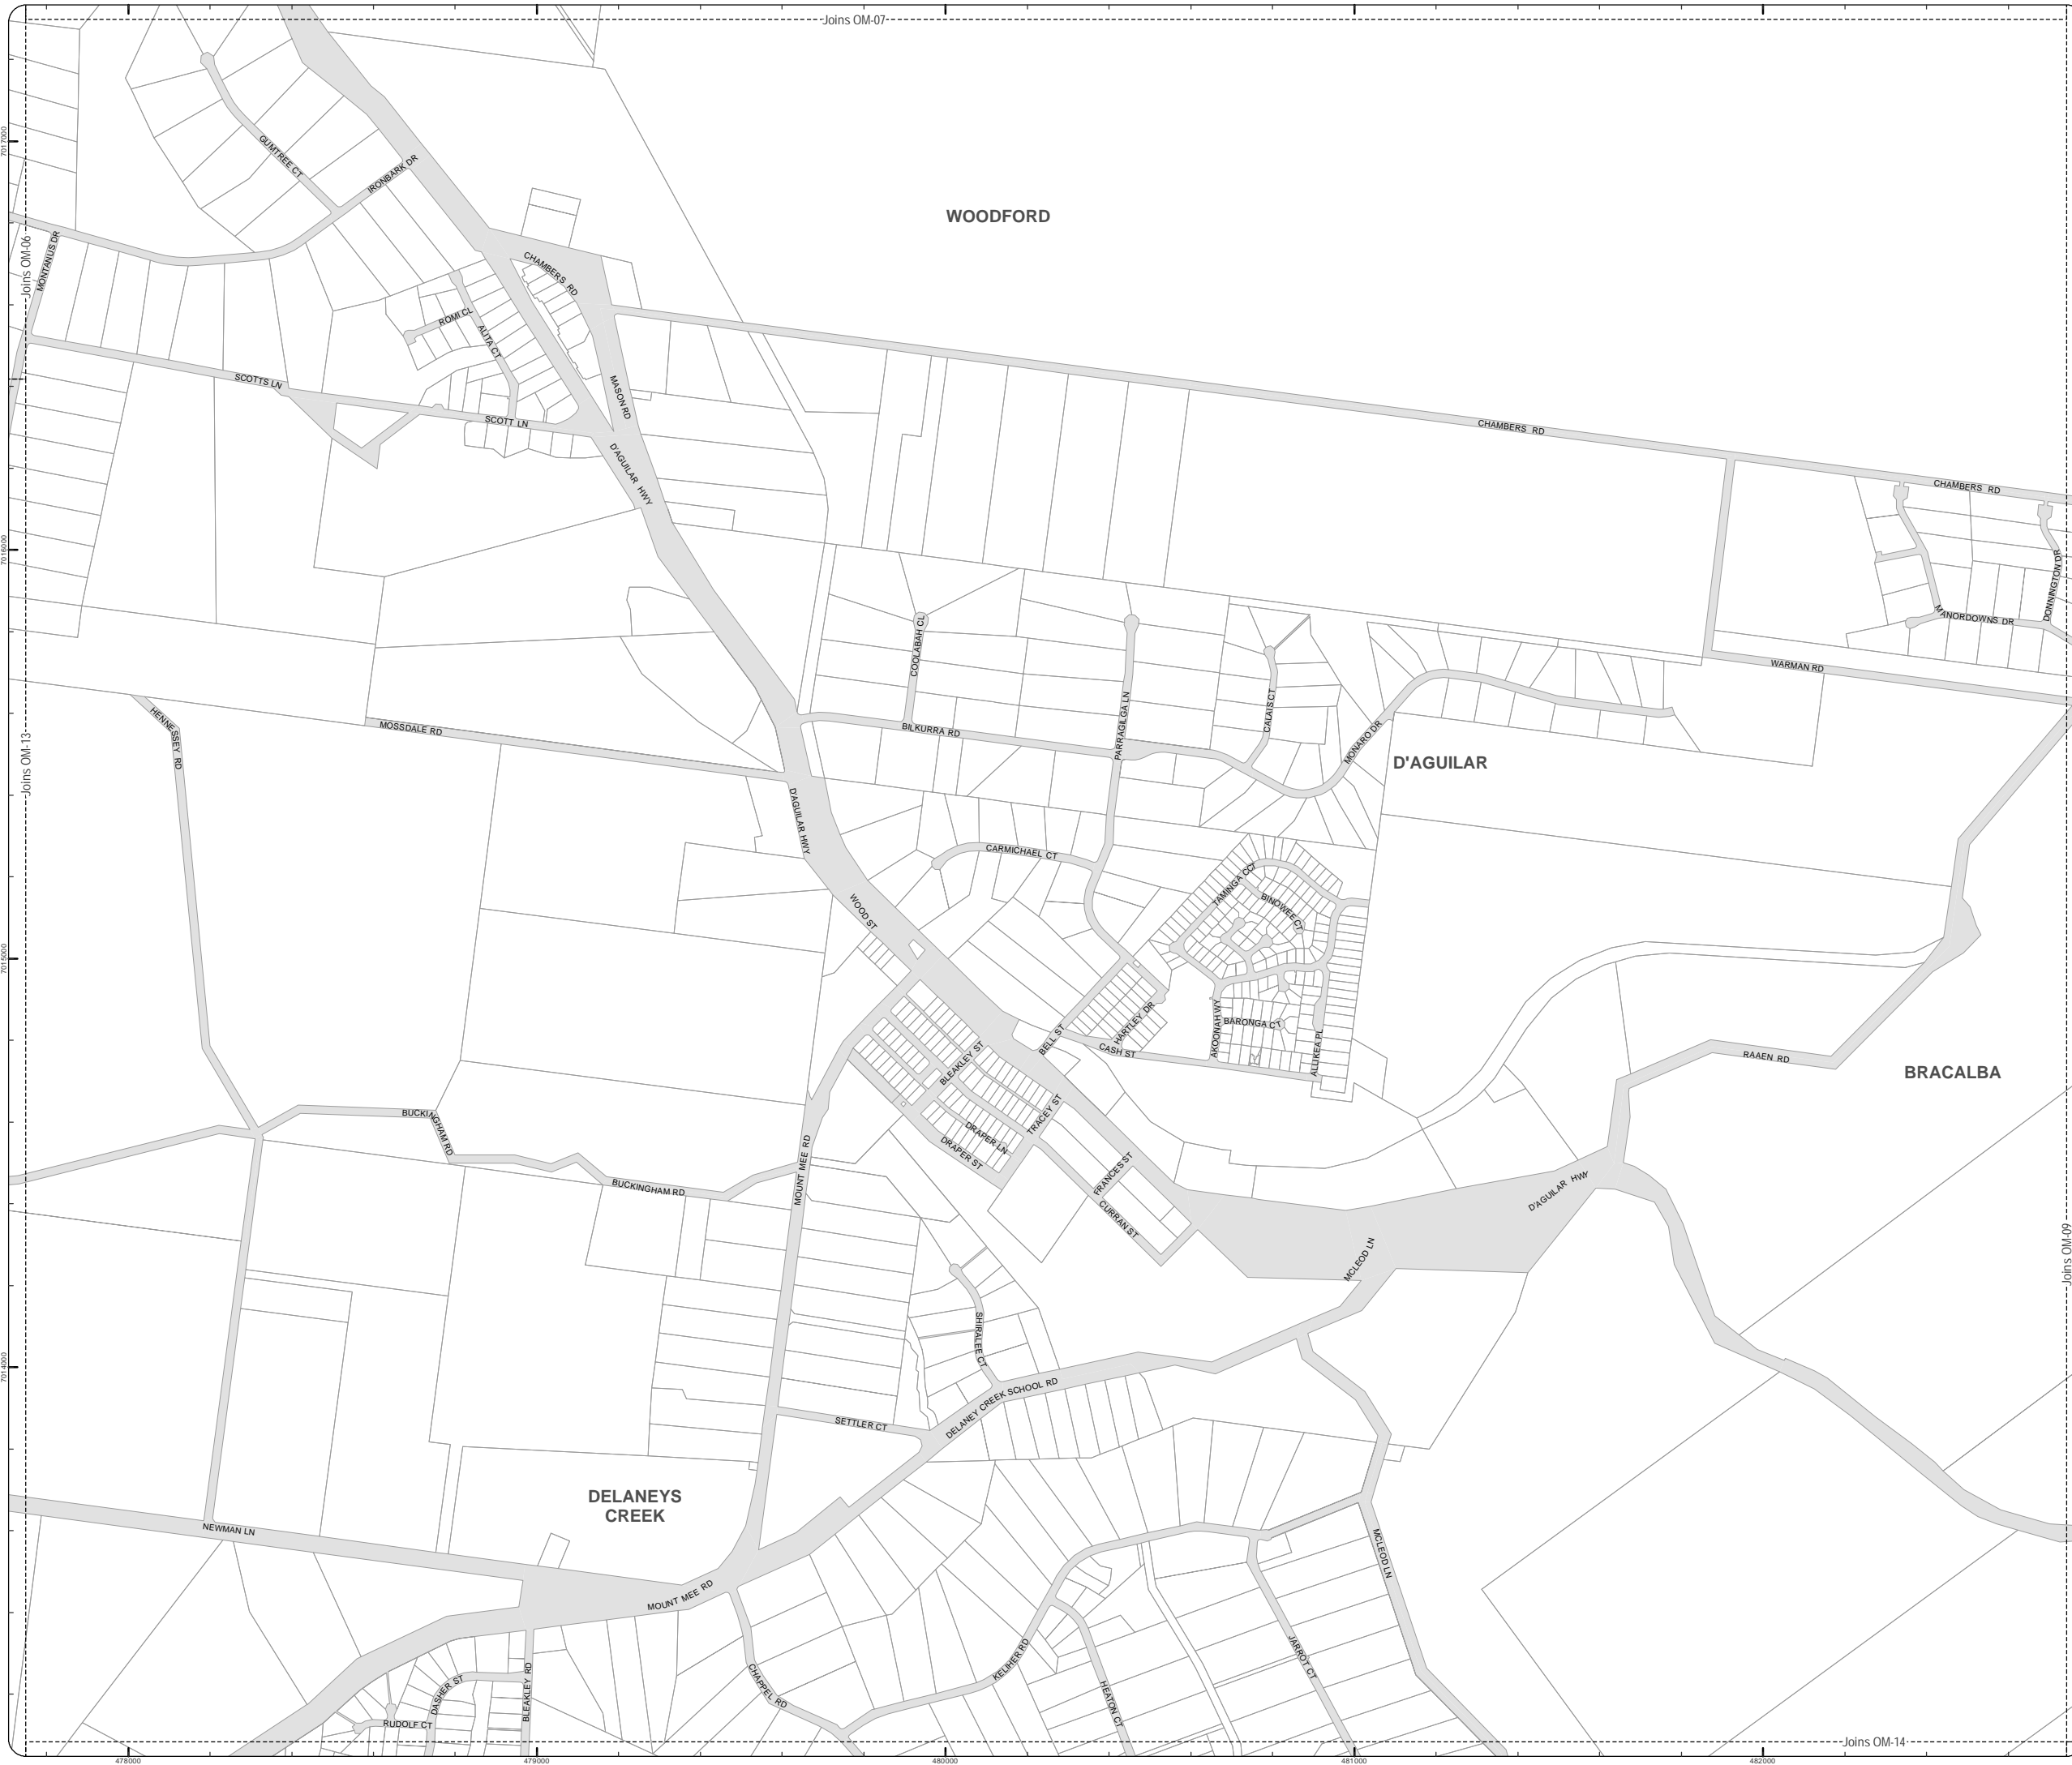 Joins OM-07
7017000
GUMTREE CT
IRONBARK DR
WOODFORD
MONTANUS DR
Joins OM-06
CHAMBERS RD
ROMI CL
ALITA CT
SCOTTS LN
MASON RD
SCOTT LN
CHAMBERS RD
D'AGUILAR HWY
CHAMBERS RD
7016000
DONNINGTON DR
MANORDOWNS DR
COOLABAH CL
WARMAN RD
PARRAGILGA LN
CALAIS CT
HENNESSEY RD
MOSSDALE RD
BILKURRA RD
MONARO DR
D'AGUILAR
Joins OM-13
D'AGUILAR HWY
CARMICHAEL CT
TAMINGA CCT
BINOWEE CT
WOOD ST
7015000
HARTLEY DR
BARONGA CT
AKOONAH WY
BELL ST
CASH ST
ALLIKEA PL
BLEAKLEY ST
RAAEN RD
BRACALBA
BUCKINGHAM RD
TRACEY ST
DRAPER LN
DRAPER ST
MOUNT MEE RD
FRANCES ST
BUCKINGHAM RD
CURRAN ST
D'AGUILAR HWY
MCLEOD LN
Joins OM-09
SHIRALEE CT
7014000
DELANEY CREEK SCHOOL RD
SETTLER CT
DELANEYS
CREEK
NEWMAN LN
MCLEOD LN
MOUNT MEE RD
KELIHER RD
JARROT CT
CHAPPEL RD
DASHER ST
BLEAKLEY RD
HEATON CT
RUDOLF CT
Joins OM-14
478000
479000
480000
481000
482000